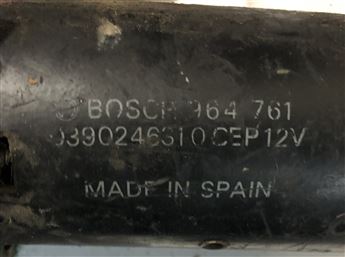 BOSCH 964 761
0390246310 CEP 12V
MADE IN SPAIN